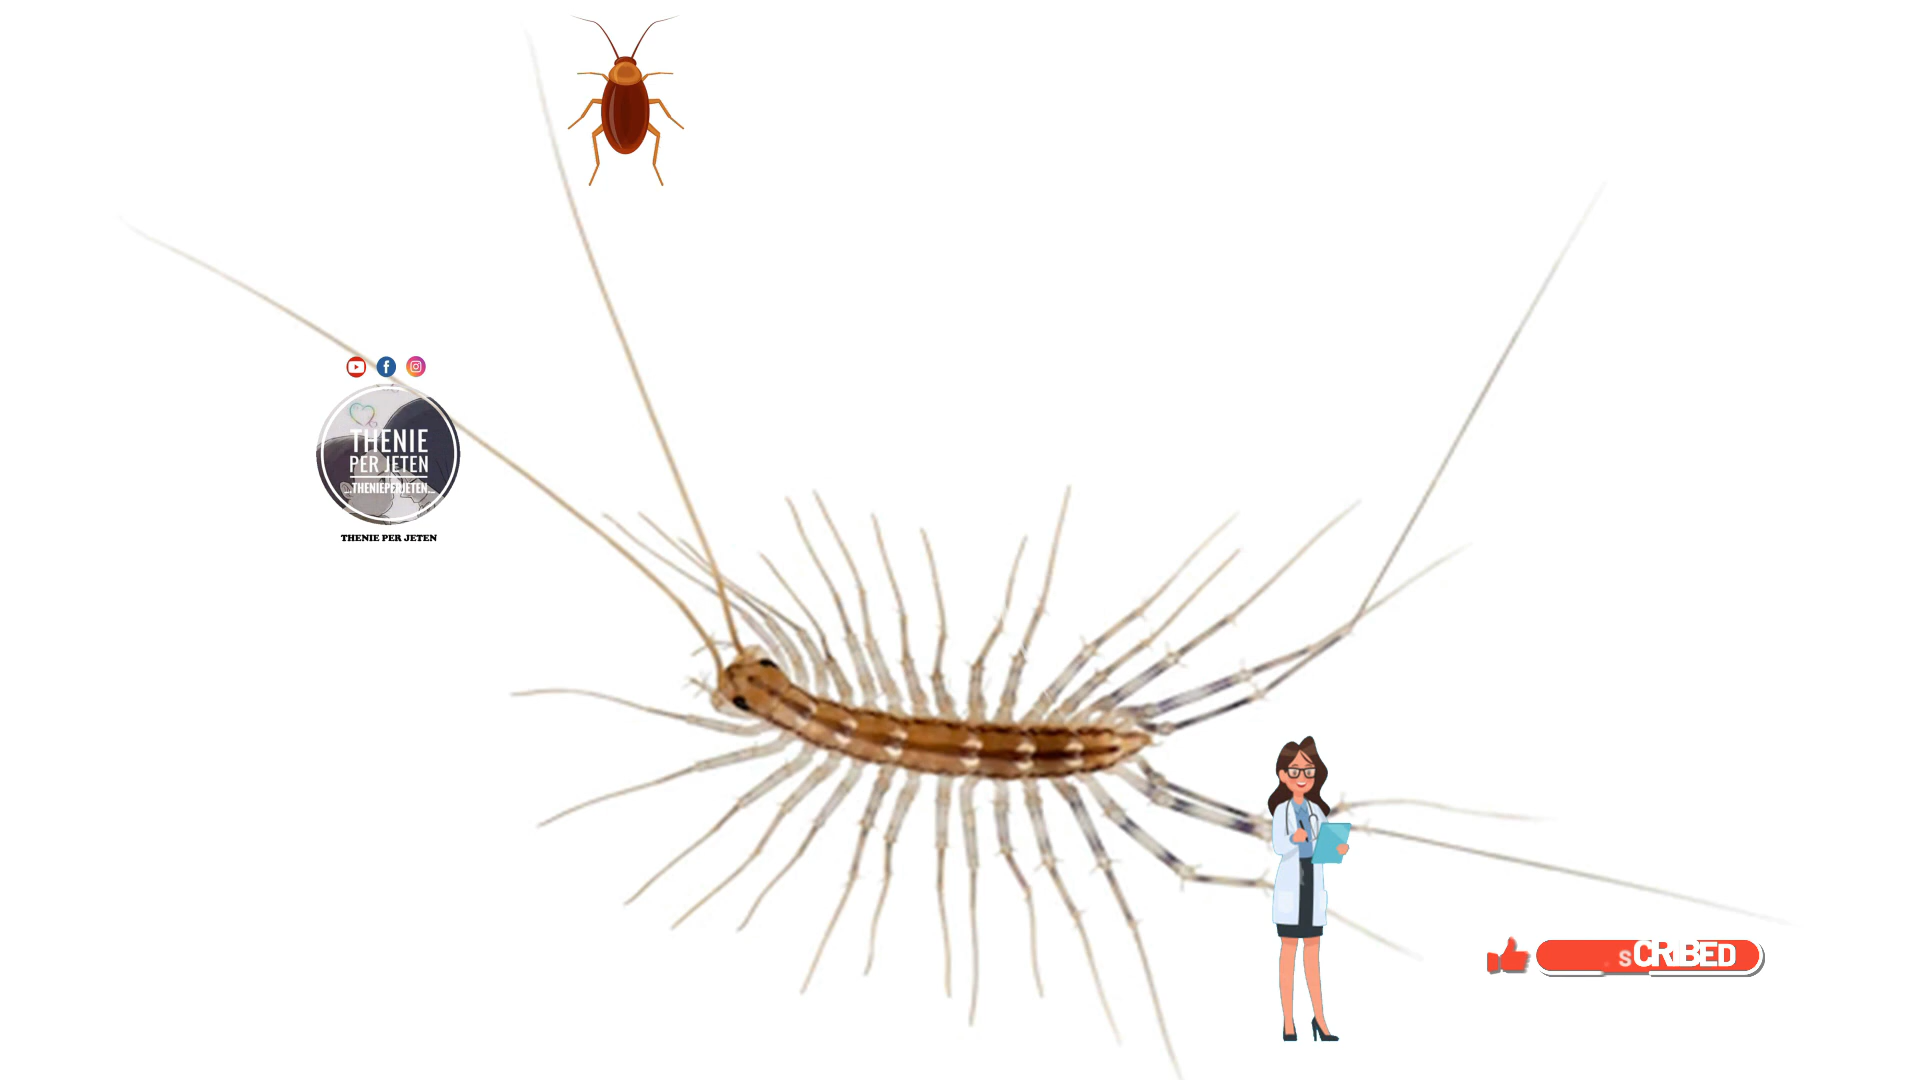 THENIE
PER JETEN
THENIEPERJETEN
THENIE PER JETEN
SCRIBED